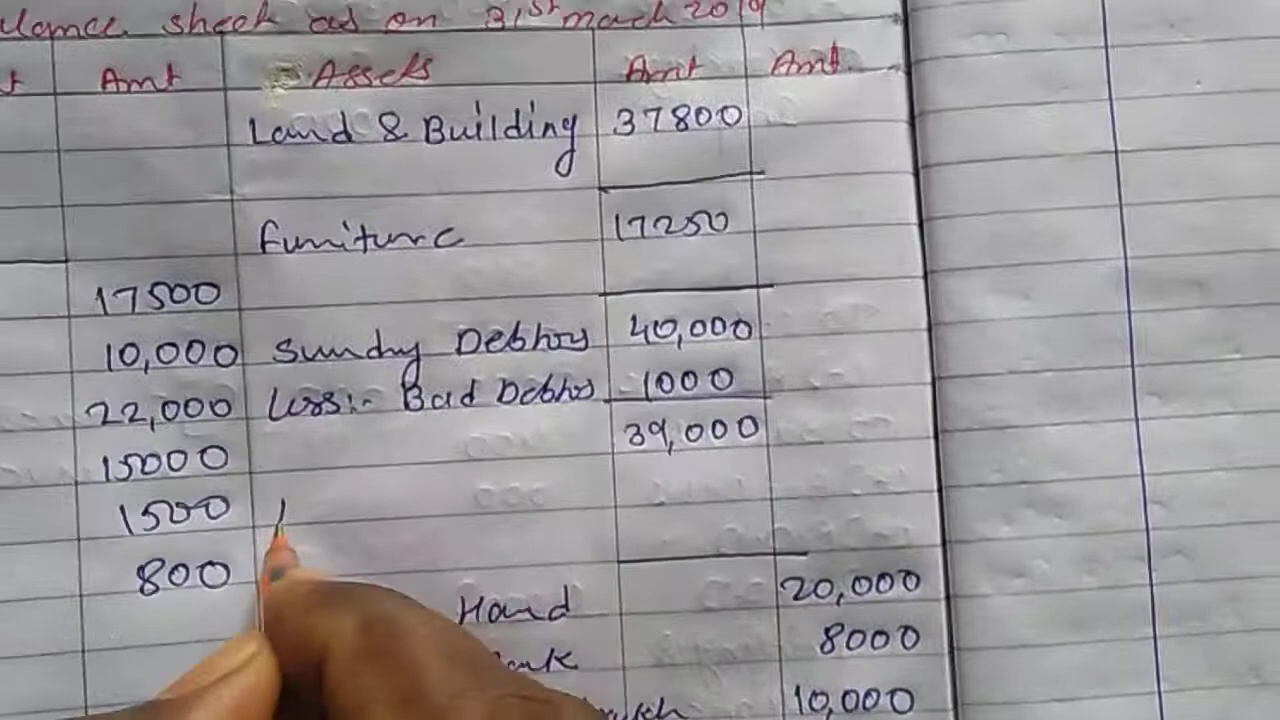 sheet as on 31st march 2019
Amt Assets Amt Amt
Land & Building 37800
Furniture 17250
17500
10,000 Sundry Debtors 40,000
22,000 Less:- Bad Debtos 1000
39,000
15000
1500
800
Hand 20,000
8000
10,000